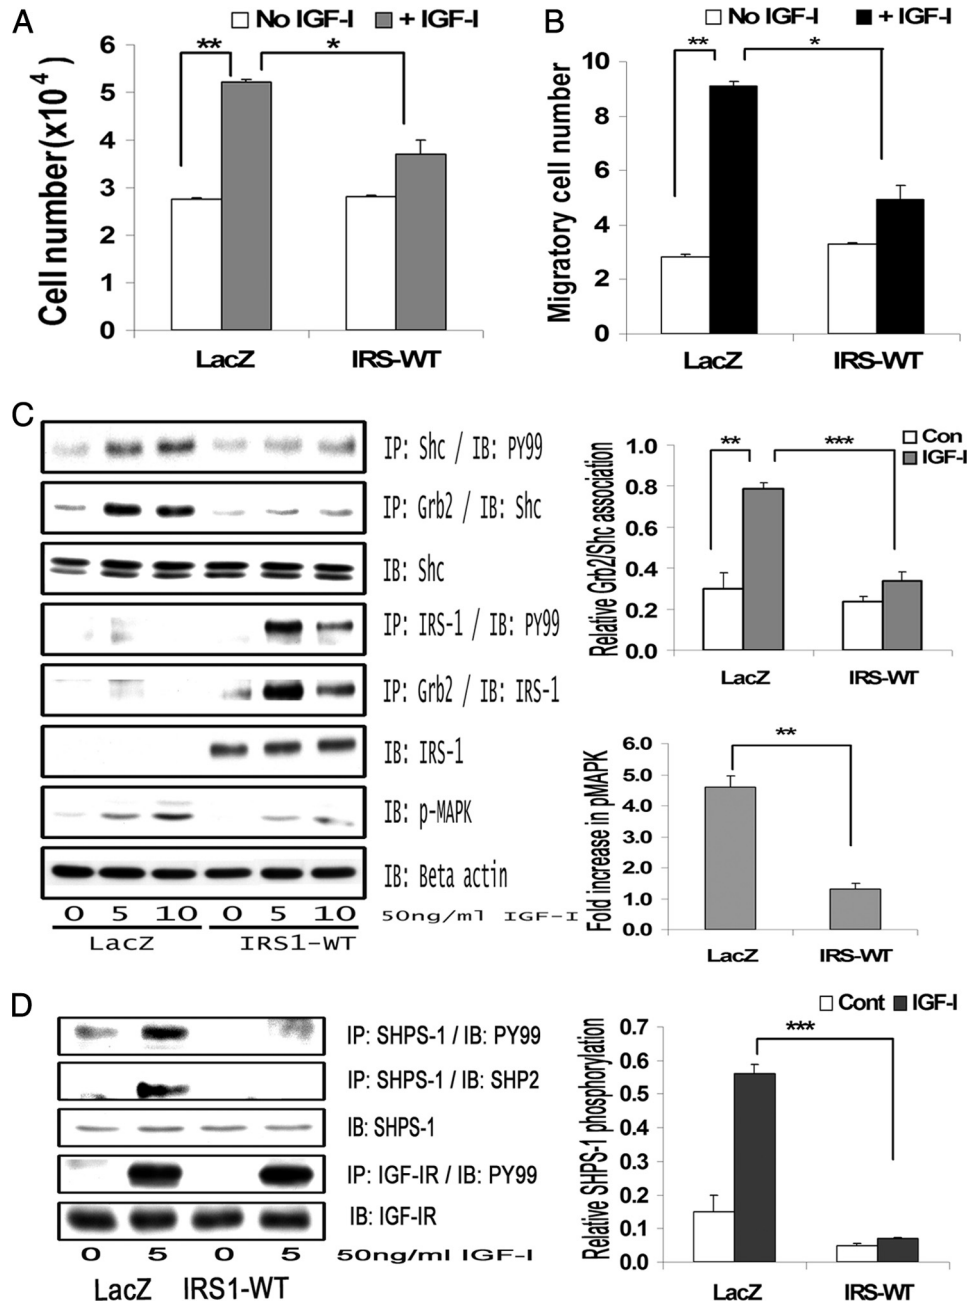 A
No IGF-I + IGF-I
Cell number(x10⁴)
6
5
4
3
2
1
0
** *
LacZ IRS-WT
B
No IGF-I + IGF-I
Migratory cell number
10
8
6
4
2
0
** *
LacZ IRS-WT
C
IP: Shc / IB: PY99
IP: Grb2 / IB: Shc
IB: Shc
IP: IRS-1 / IB: PY99
IP: Grb2 / IB: IRS-1
IB: IRS-1
IB: p-MAPK
IB: Beta actin
0 5 10 0 5 10 50ng/ml IGF-I
LacZ IRS1-WT
Con
IGF-I
Relative Grb2/Shc association
1.0
0.8
0.6
0.4
0.2
0.0
** ***
LacZ IRS-WT
Fold increase in pMAPK
6.0
5.0
4.0
3.0
2.0
1.0
0.0
**
LacZ IRS-WT
D
IP: SHPS-1 / IB: PY99
IP: SHPS-1 / IB: SHP2
IB: SHPS-1
IP: IGF-IR / IB: PY99
IB: IGF-IR
0 5 0 5 50ng/ml IGF-I
LacZ IRS1-WT
Cont IGF-I
Relative SHPS-1 phosphorylation
0.7
0.6
0.5
0.4
0.3
0.2
0.1
0.0
***
LacZ IRS-WT